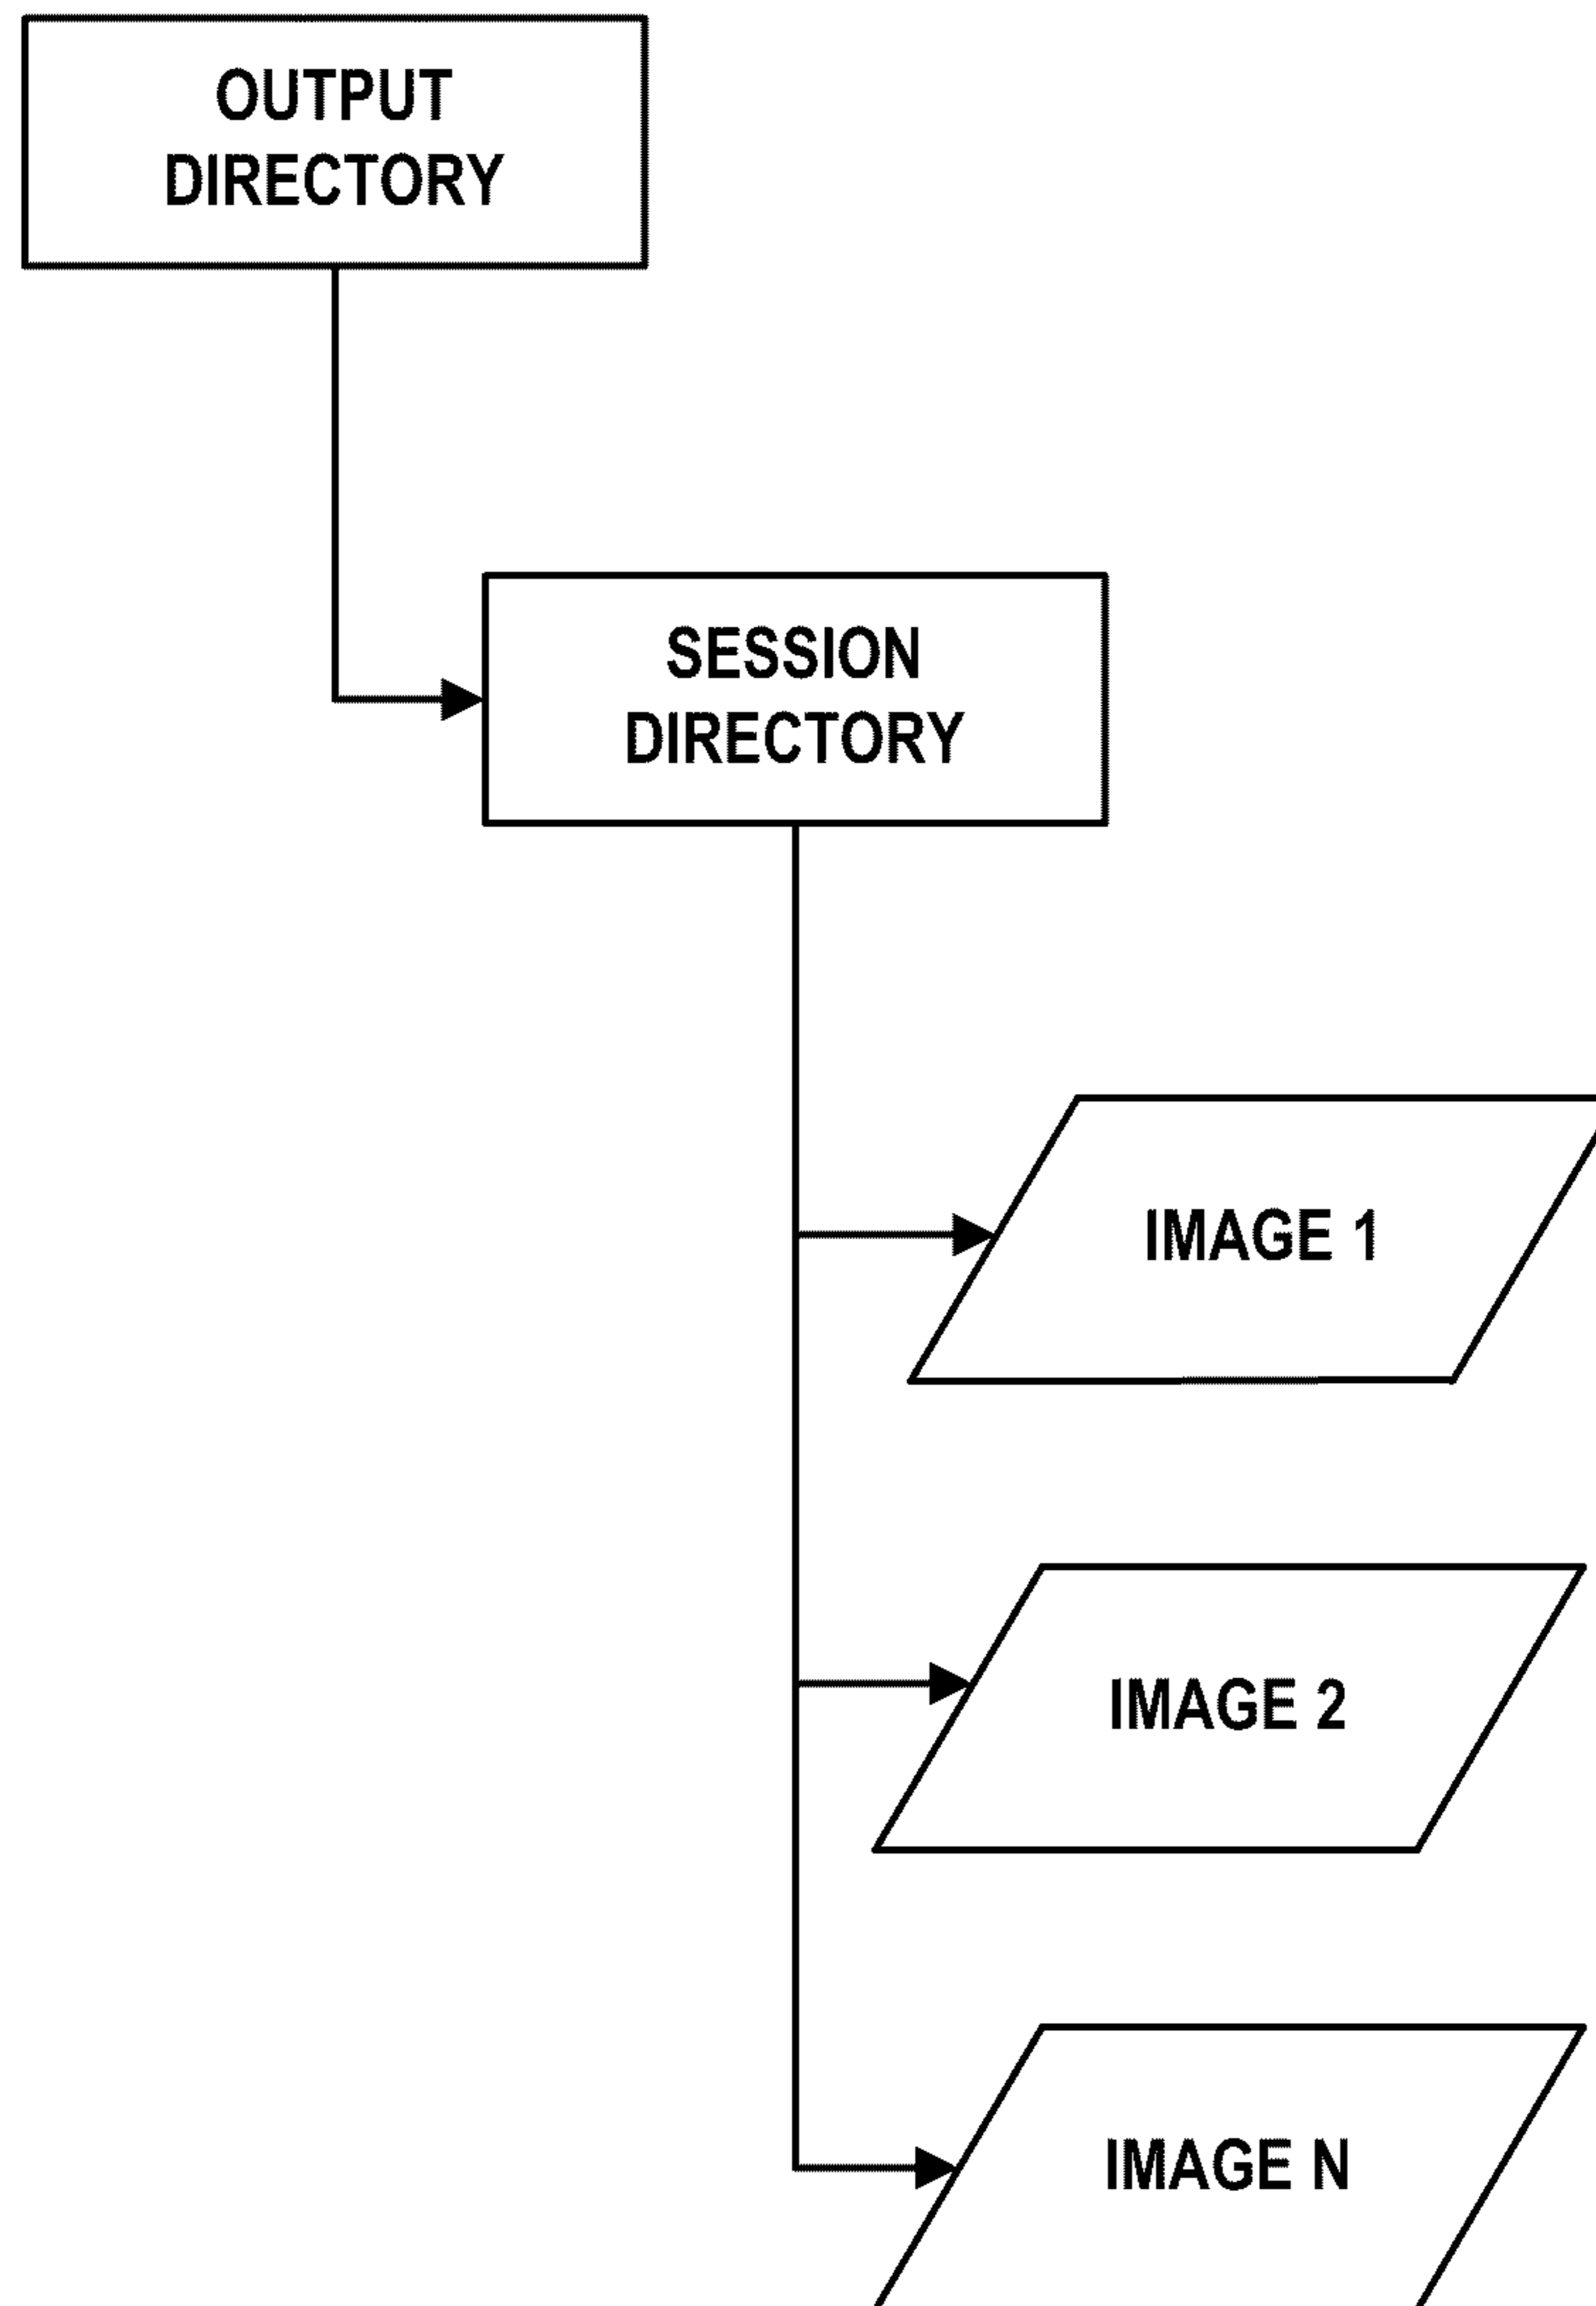 OUTPUT
DIRECTORY
SESSION
DIRECTORY
IMAGE 1
IMAGE 2
IMAGE N